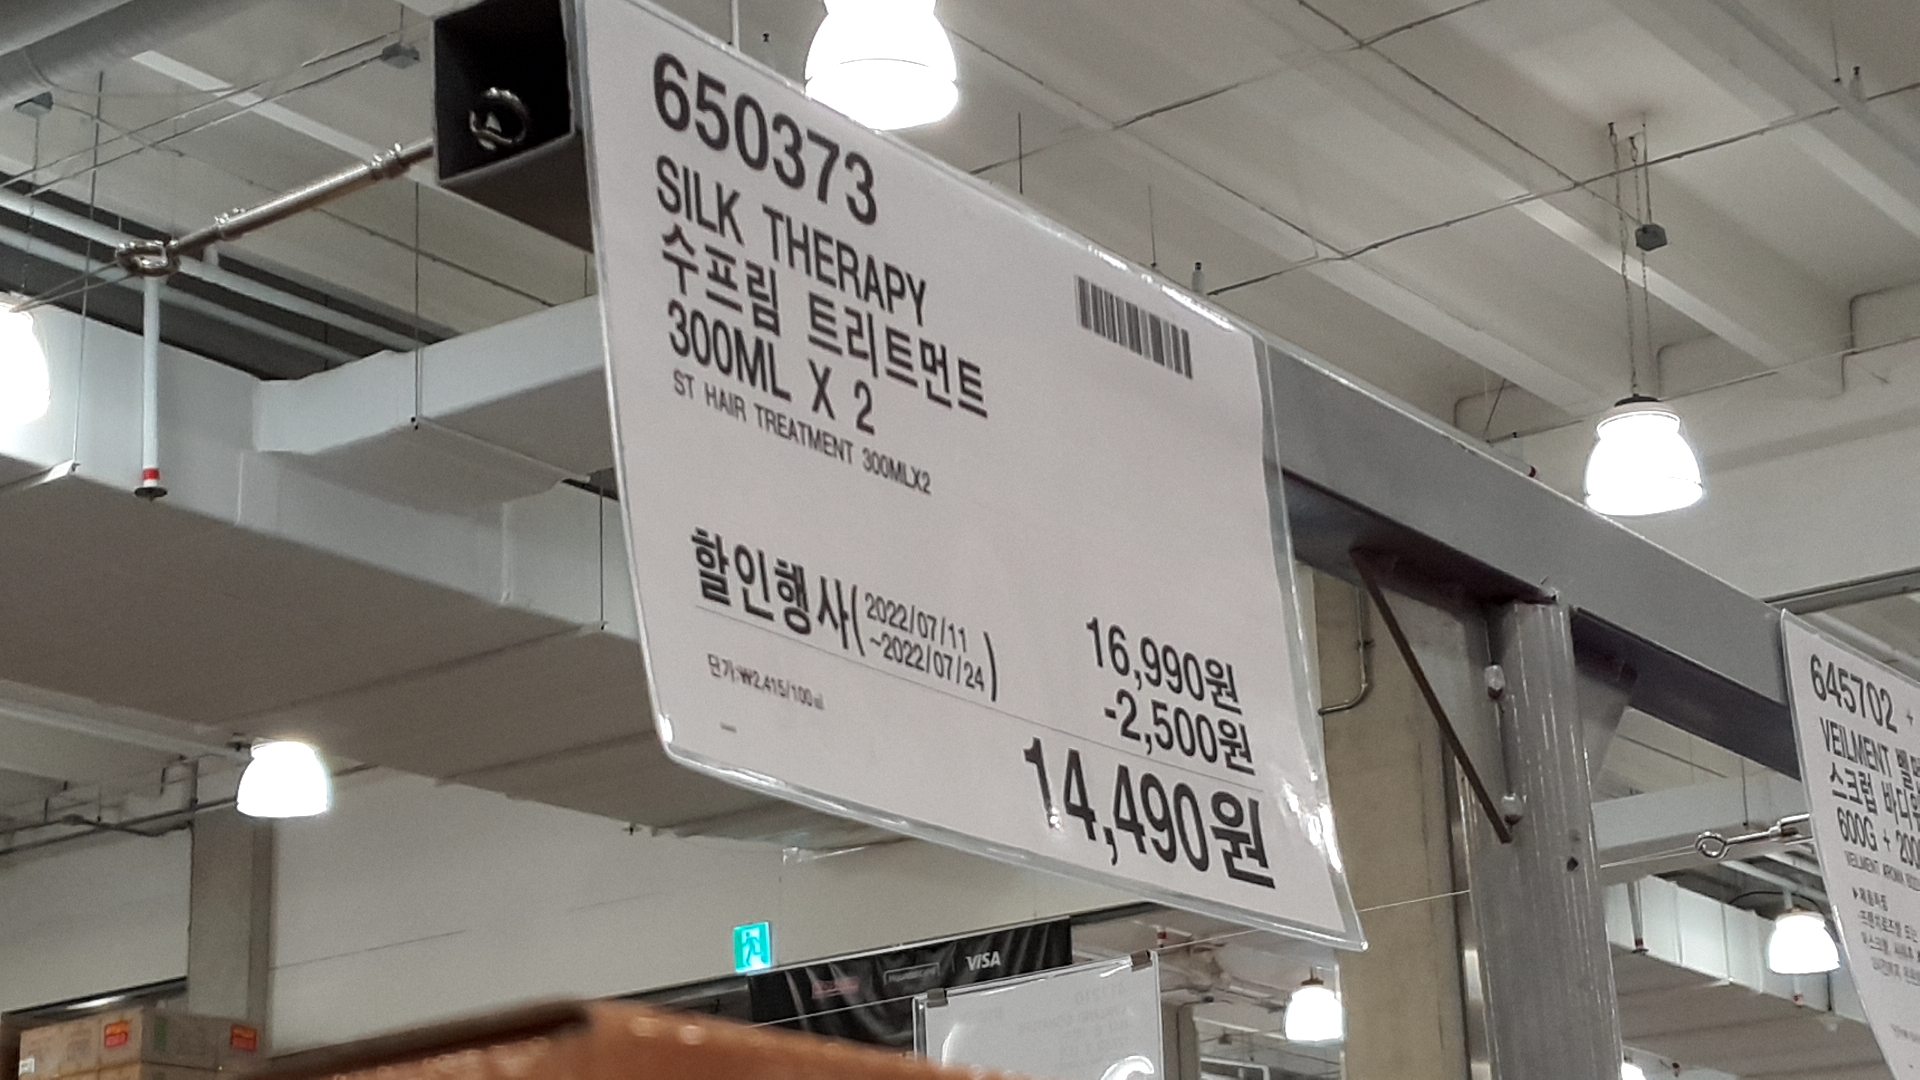 650373
SILK THERAPY
수프림 트리트먼트
300ML X 2
ST HAIR TREATMENT 300MLX2
할인행사(2022/07/11
~2022/07/24)
16,990원
-2,500원
단가:₩2,415/100㎖
14,490원
VISA
645702 +
VEILMENT
스크럽 바디
600G + 200